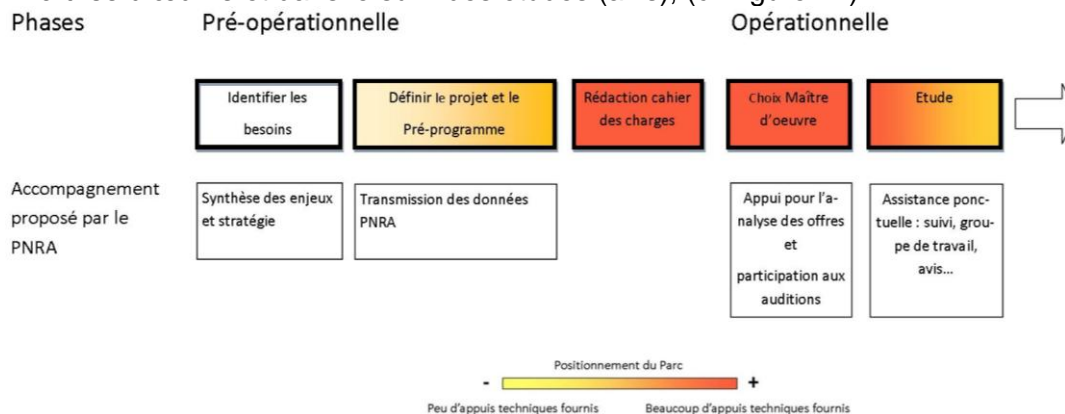 Phases Pré-opérationnelle Opérationnelle
Identifier les
besoins
Définir le projet et le
Pré-programme
Rédaction cahier
des charges
Choix Maître
d'oeuvre
Etude
Accompagnement
proposé par le
PNRA
Synthèse des enjeux
et stratégie
Transmission des données
PNRA
Appui pour l'a-
nalyse des offres
et
participation aux
auditions
Assistance ponc-
tuelle : suivi, grou-
pe de travail,
avis...
Positionnement du Parc
- +
Peu d'appuis techniques fournis Beaucoup d'appuis techniques fournis